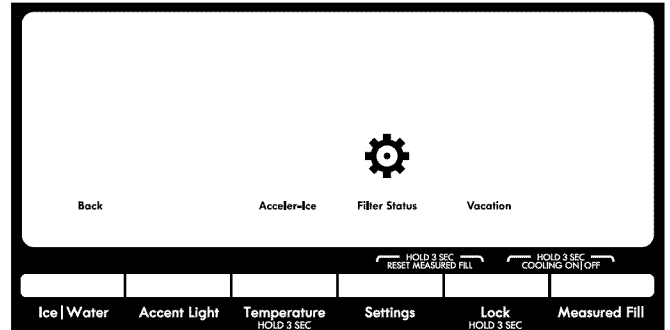 Back Acceler-Ice Filter Status Vacation
HOLD 3 SEC HOLD 3 SEC
RESET MEASURED FILL COOLING ON|OFF
Ice|Water Accent Light Temperature Settings Lock Measured Fill
HOLD 3 SEC HOLD 3 SEC